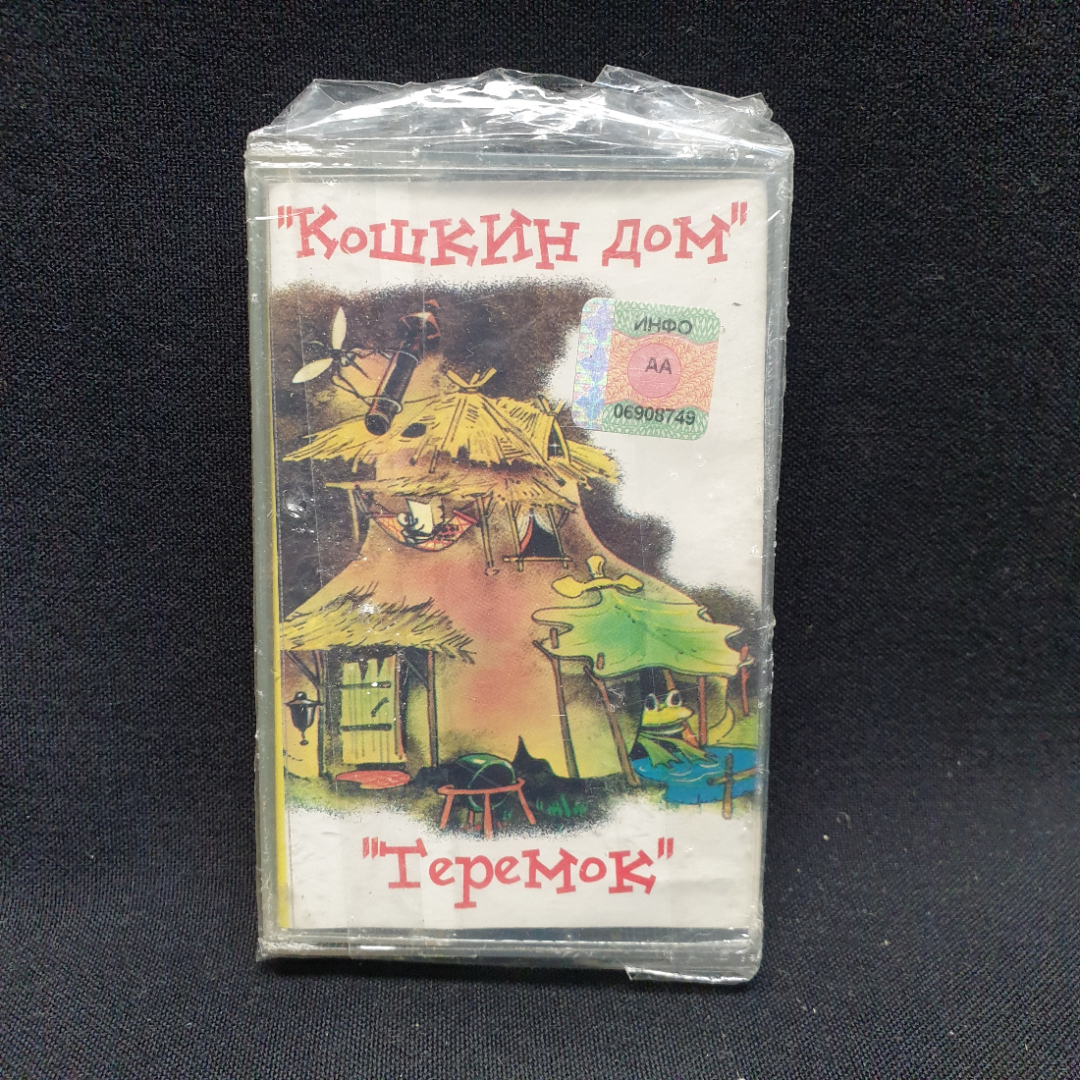 "Кошкин дом"
ИНФО
АА
06908749
"Теремок"